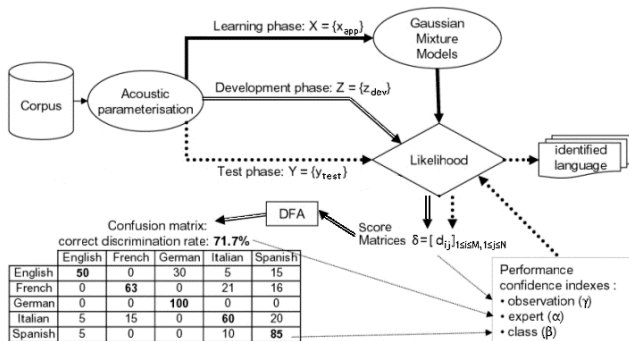 Learning phase: X = {x_app}
Gaussian
Mixture
Models
Corpus
Acoustic
parameterisation
Development phase: Z = {z_dev}
Likelihood
identified
language
Test phase: Y = {y_test}
DFA
Score
Matrices
δ=[ d_ij ]_1≤i≤M,1≤j≤N
Confusion matrix:
correct discrimination rate: 71.7%
English French German Italian Spanish
English 50 0 30 5 15
French 0 63 0 21 16
German 0 0 100 0 0
Italian 5 15 0 60 20
Spanish 5 0 0 10 85
Performance
confidence indexes :
• observation (γ)
• expert (α)
• class (β)